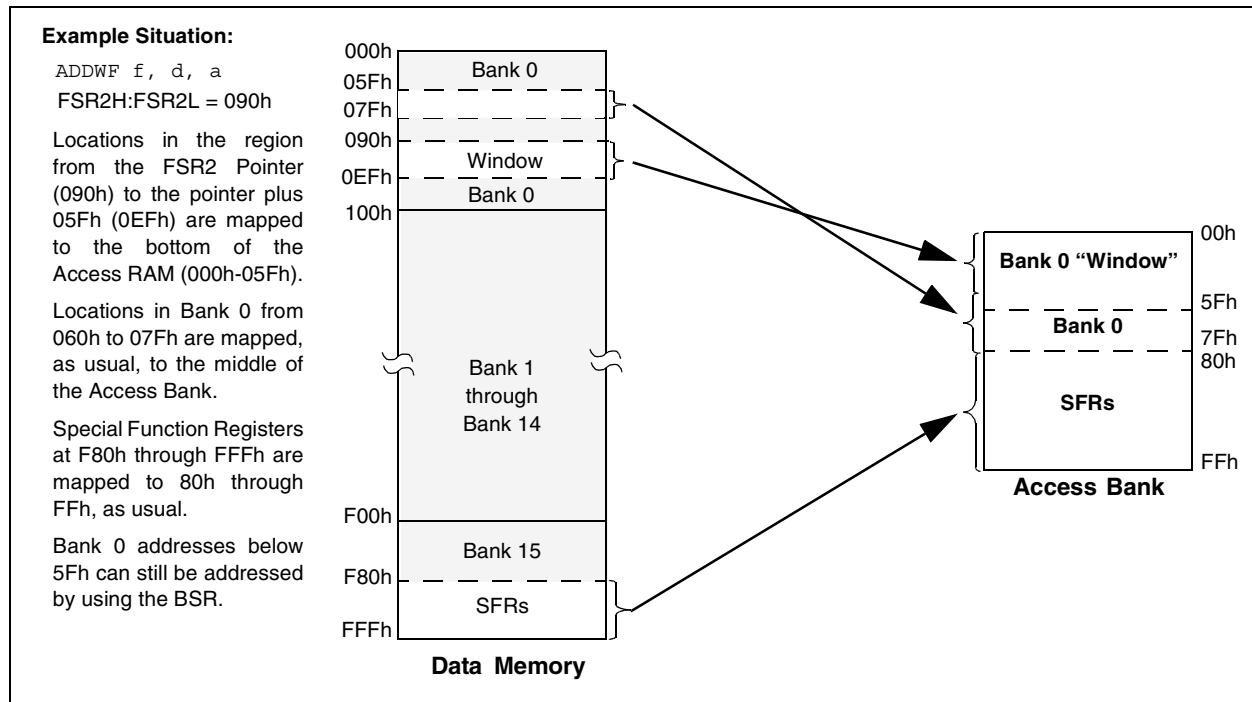 Example Situation:
ADDWF f, d, a
FSR2H:FSR2L = 090h
Locations in the region
from the FSR2 Pointer
(090h) to the pointer plus
05Fh (0EFh) are mapped
to the bottom of the
Access RAM (000h-05Fh).
Locations in Bank 0 from
060h to 07Fh are mapped,
as usual, to the middle of
the Access Bank.
Special Function Registers
at F80h through FFFh are
mapped to 80h through
FFh, as usual.
Bank 0 addresses below
5Fh can still be addressed
by using the BSR.
000h
Bank 0
05Fh
07Fh
090h
Window
0EFh
Bank 0
100h
Bank 1
through
Bank 14
F00h
Bank 15
F80h
SFRs
FFFh
Data Memory
00h
Bank 0 “Window”
5Fh
Bank 0
7Fh
80h
SFRs
FFh
Access Bank